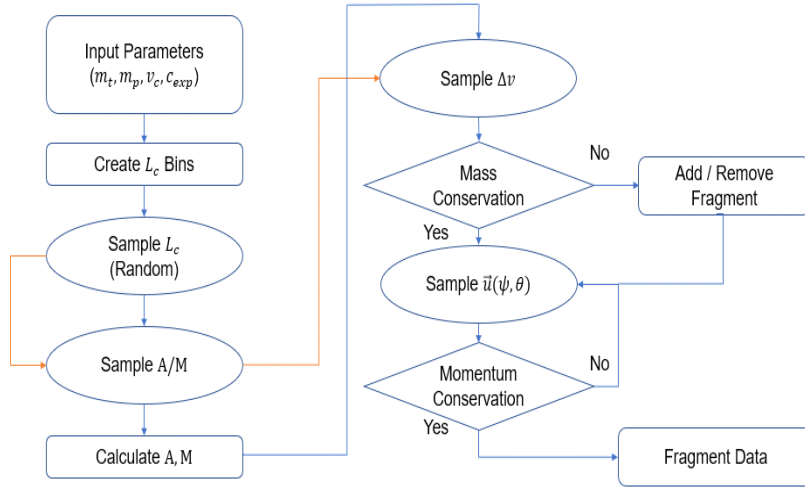 Input Parameters
(m_t, m_p, v_c, c_exp)
Create L_c Bins
Sample L_c
(Random)
Sample A/M
Calculate A, M
Sample Δv
Mass
Conservation
No
Add / Remove
Fragment
Yes
Sample u⃗(ψ, θ)
Momentum
Conservation
No
Yes
Fragment Data